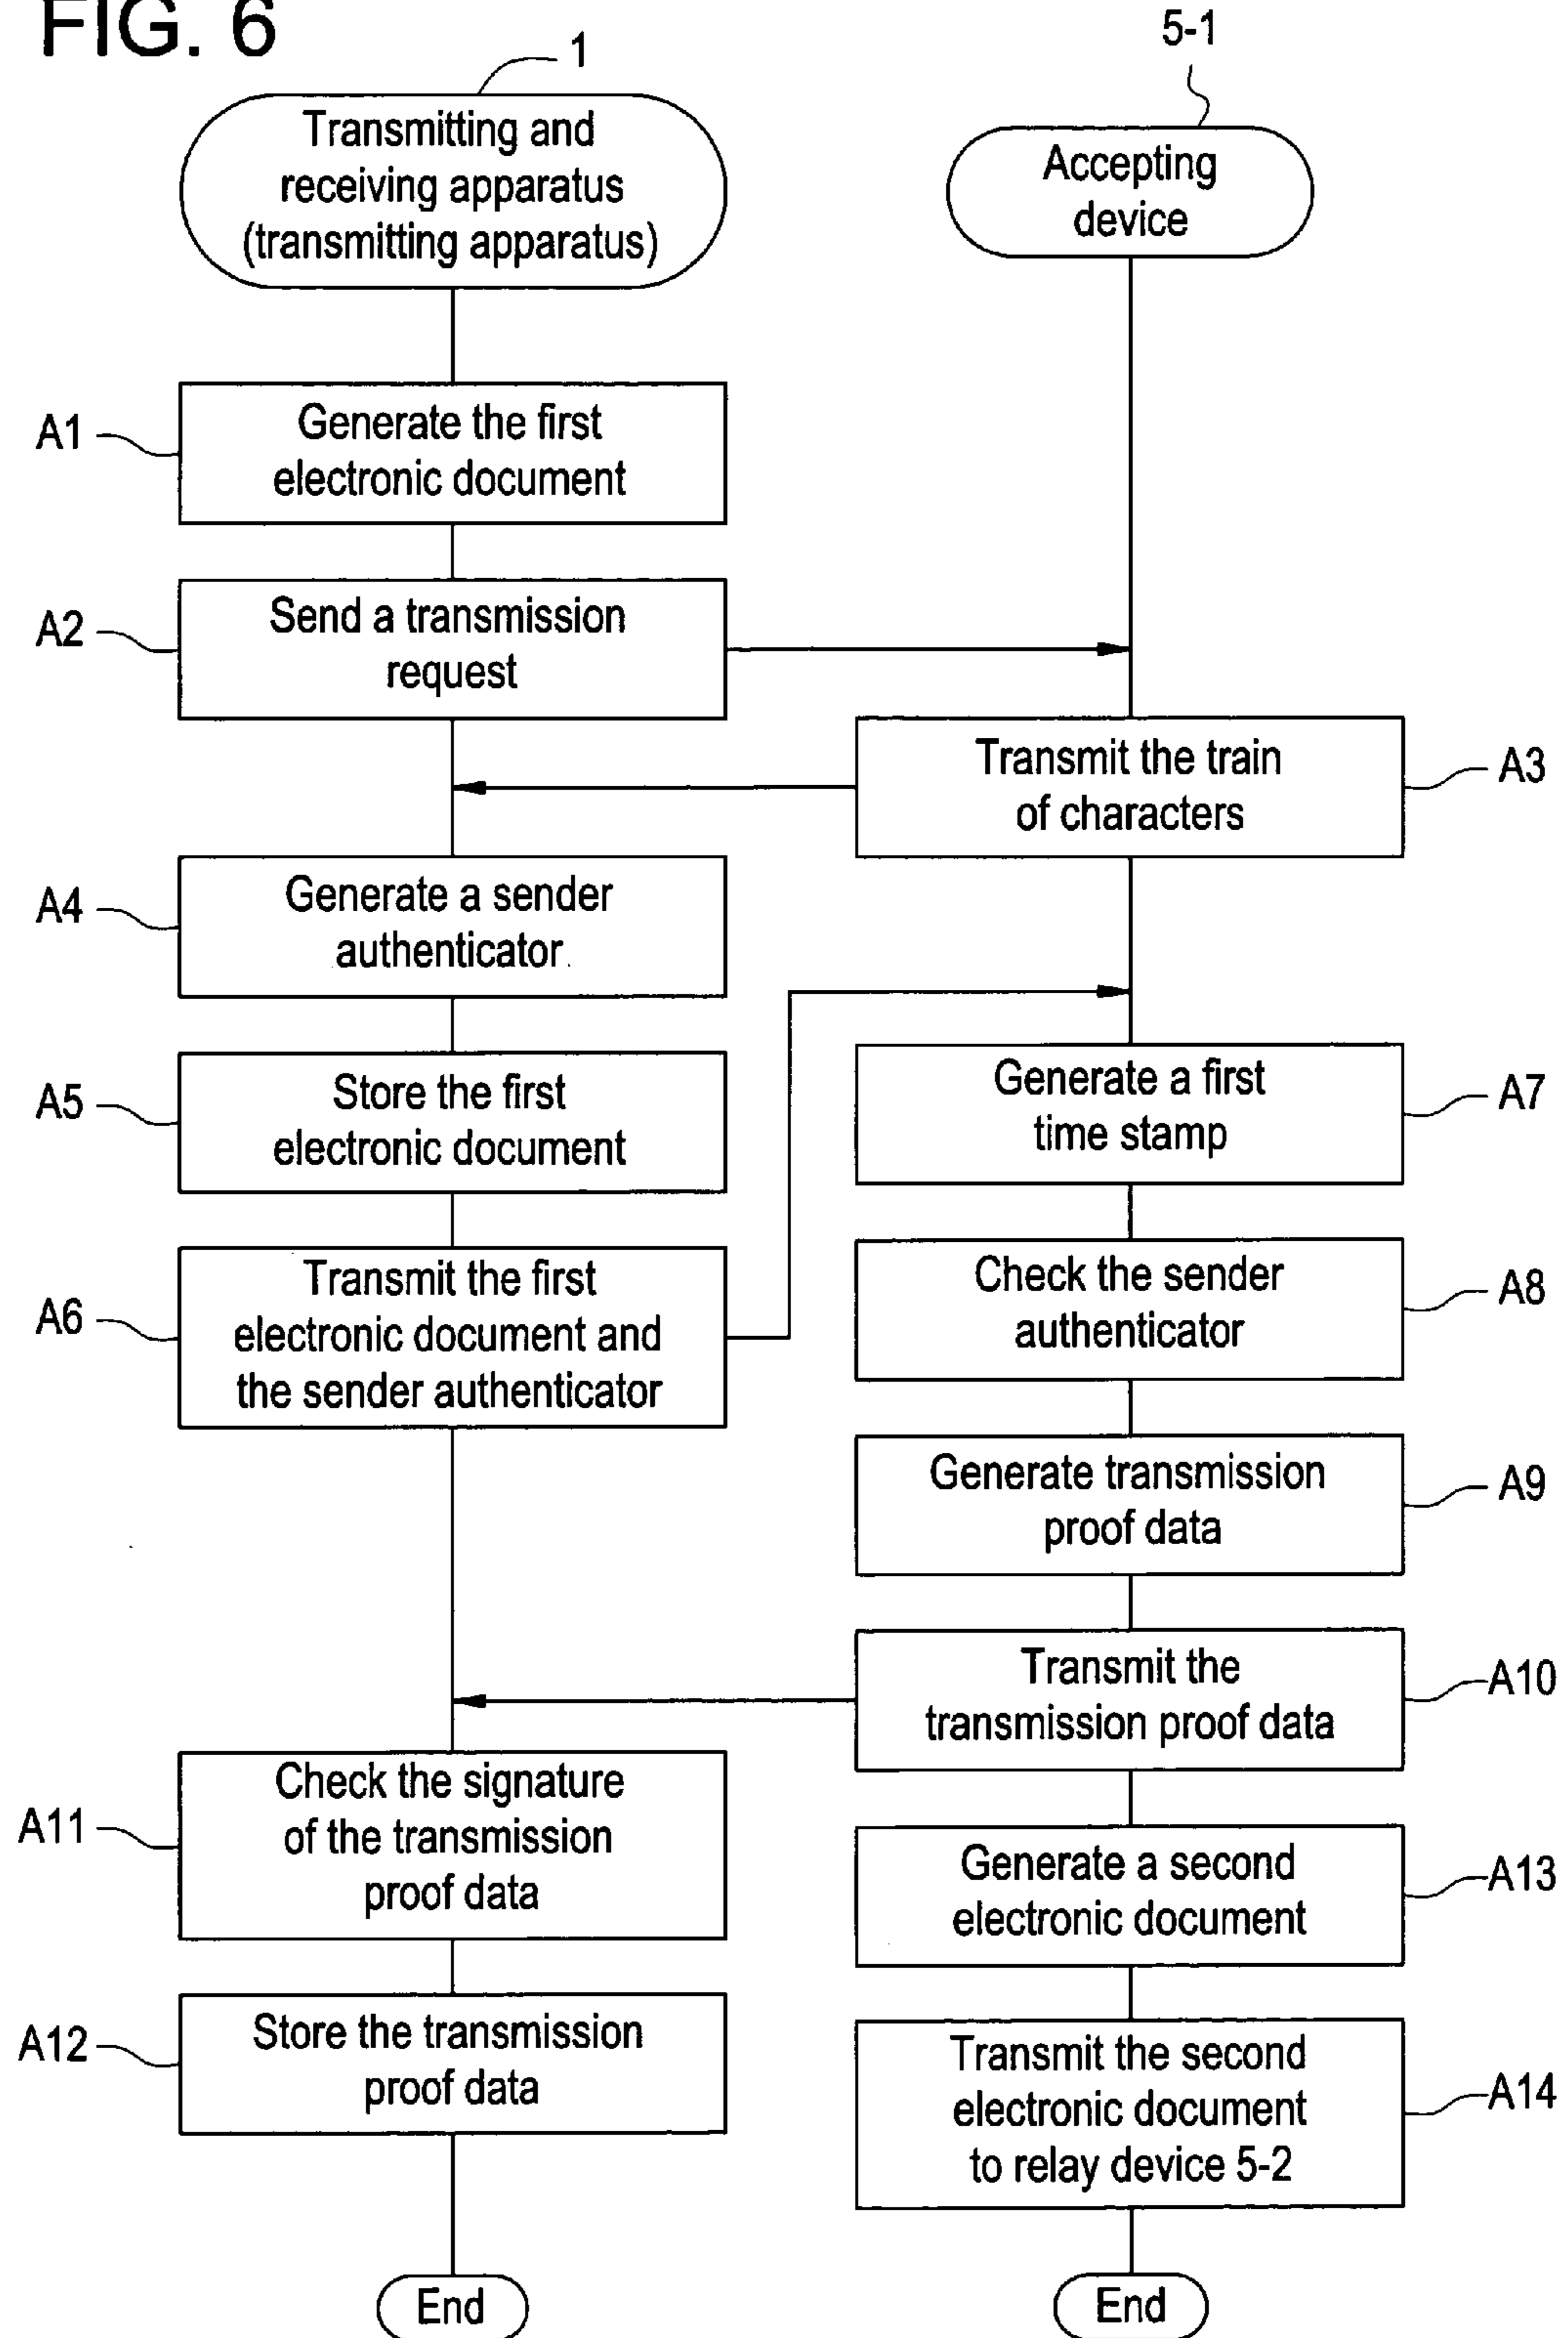 FIG. 6
1
5-1
Transmitting and
receiving apparatus
(transmitting apparatus)
Accepting
device
A1
Generate the first
electronic document
A2
Send a transmission
request
Transmit the train
of characters
A3
A4
Generate a sender
authenticator
A5
Store the first
electronic document
Generate a first
time stamp
A7
A6
Transmit the first
electronic document and
the sender authenticator
Check the sender
authenticator
A8
Generate transmission
proof data
A9
Transmit the
transmission proof data
A10
A11
Check the signature
of the transmission
proof data
Generate a second
electronic document
A13
A12
Store the transmission
proof data
Transmit the second
electronic document
to relay device 5-2
A14
End
End